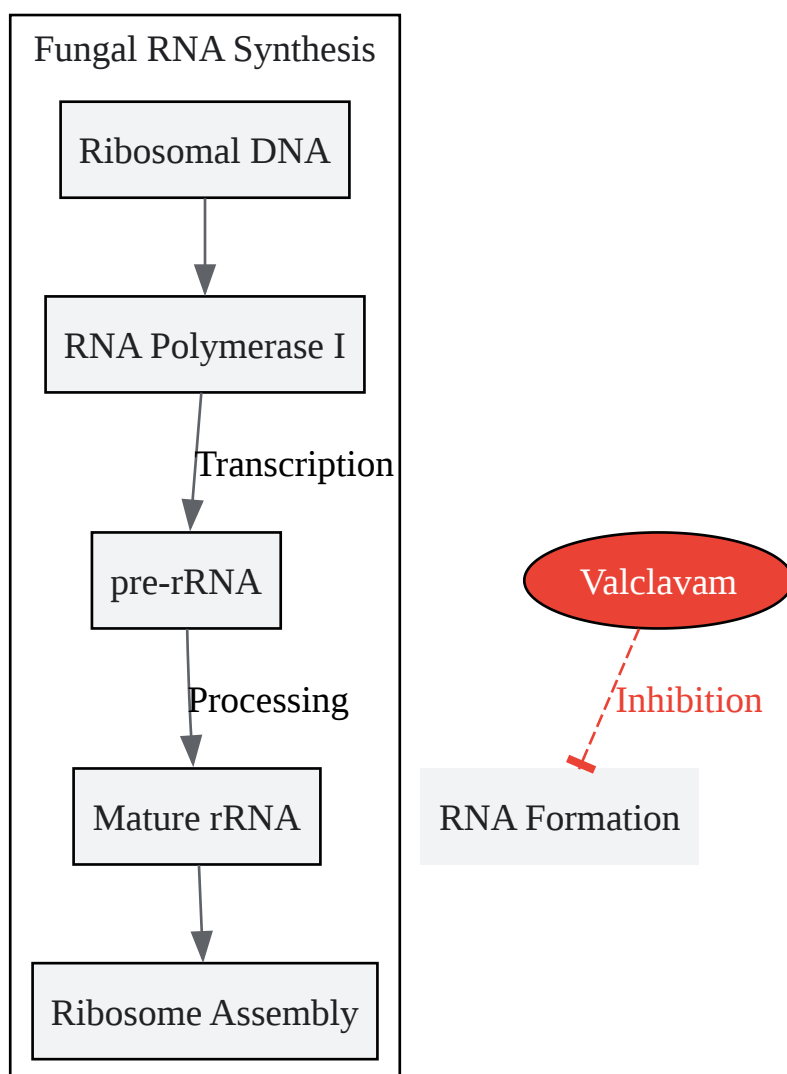 Fungal RNA Synthesis
Ribosomal DNA
RNA Polymerase I
Transcription
pre-rRNA
Valclavam
Processing
Inhibition
Mature rRNA
RNA Formation
Ribosome Assembly